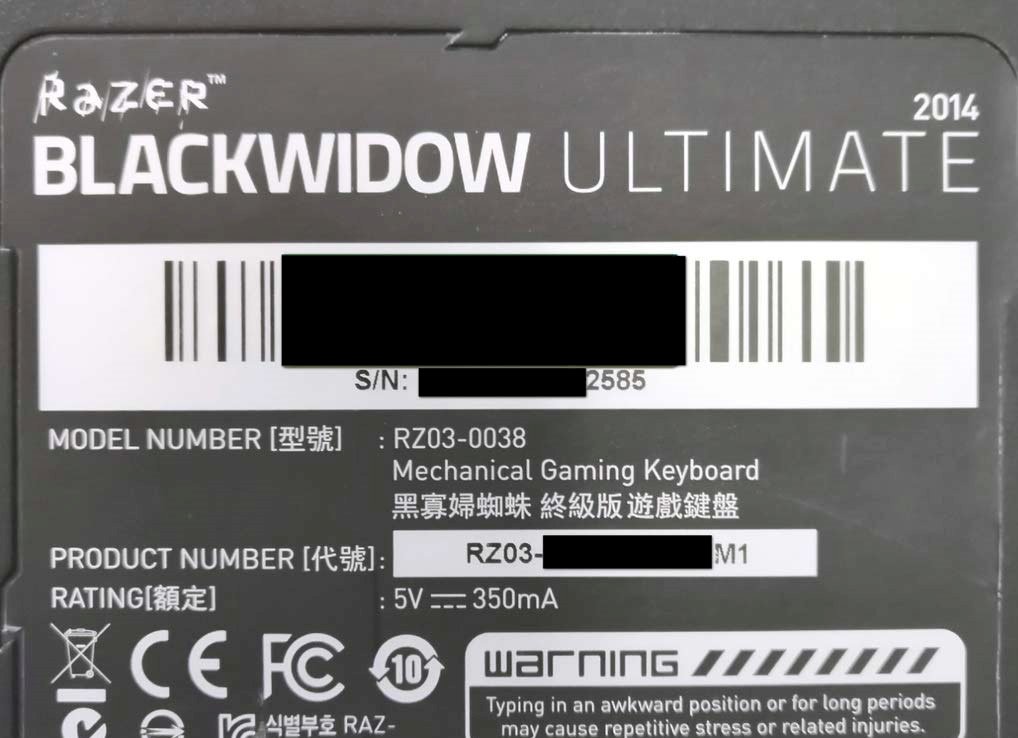 RAZER™
2014
BLACKWIDOW ULTIMATE
S/N: 2585
MODEL NUMBER [型號] : RZ03-0038
Mechanical Gaming Keyboard
黑寡婦蜘蛛 終級版遊戲鍵盤
PRODUCT NUMBER [代號]: RZ03- M1
RATING[額定] : 5V 350mA
CE FC 10
warning
Typing in an awkward position or for long periods
may cause repetitive stress or related injuries.
식별부호 RAZ-